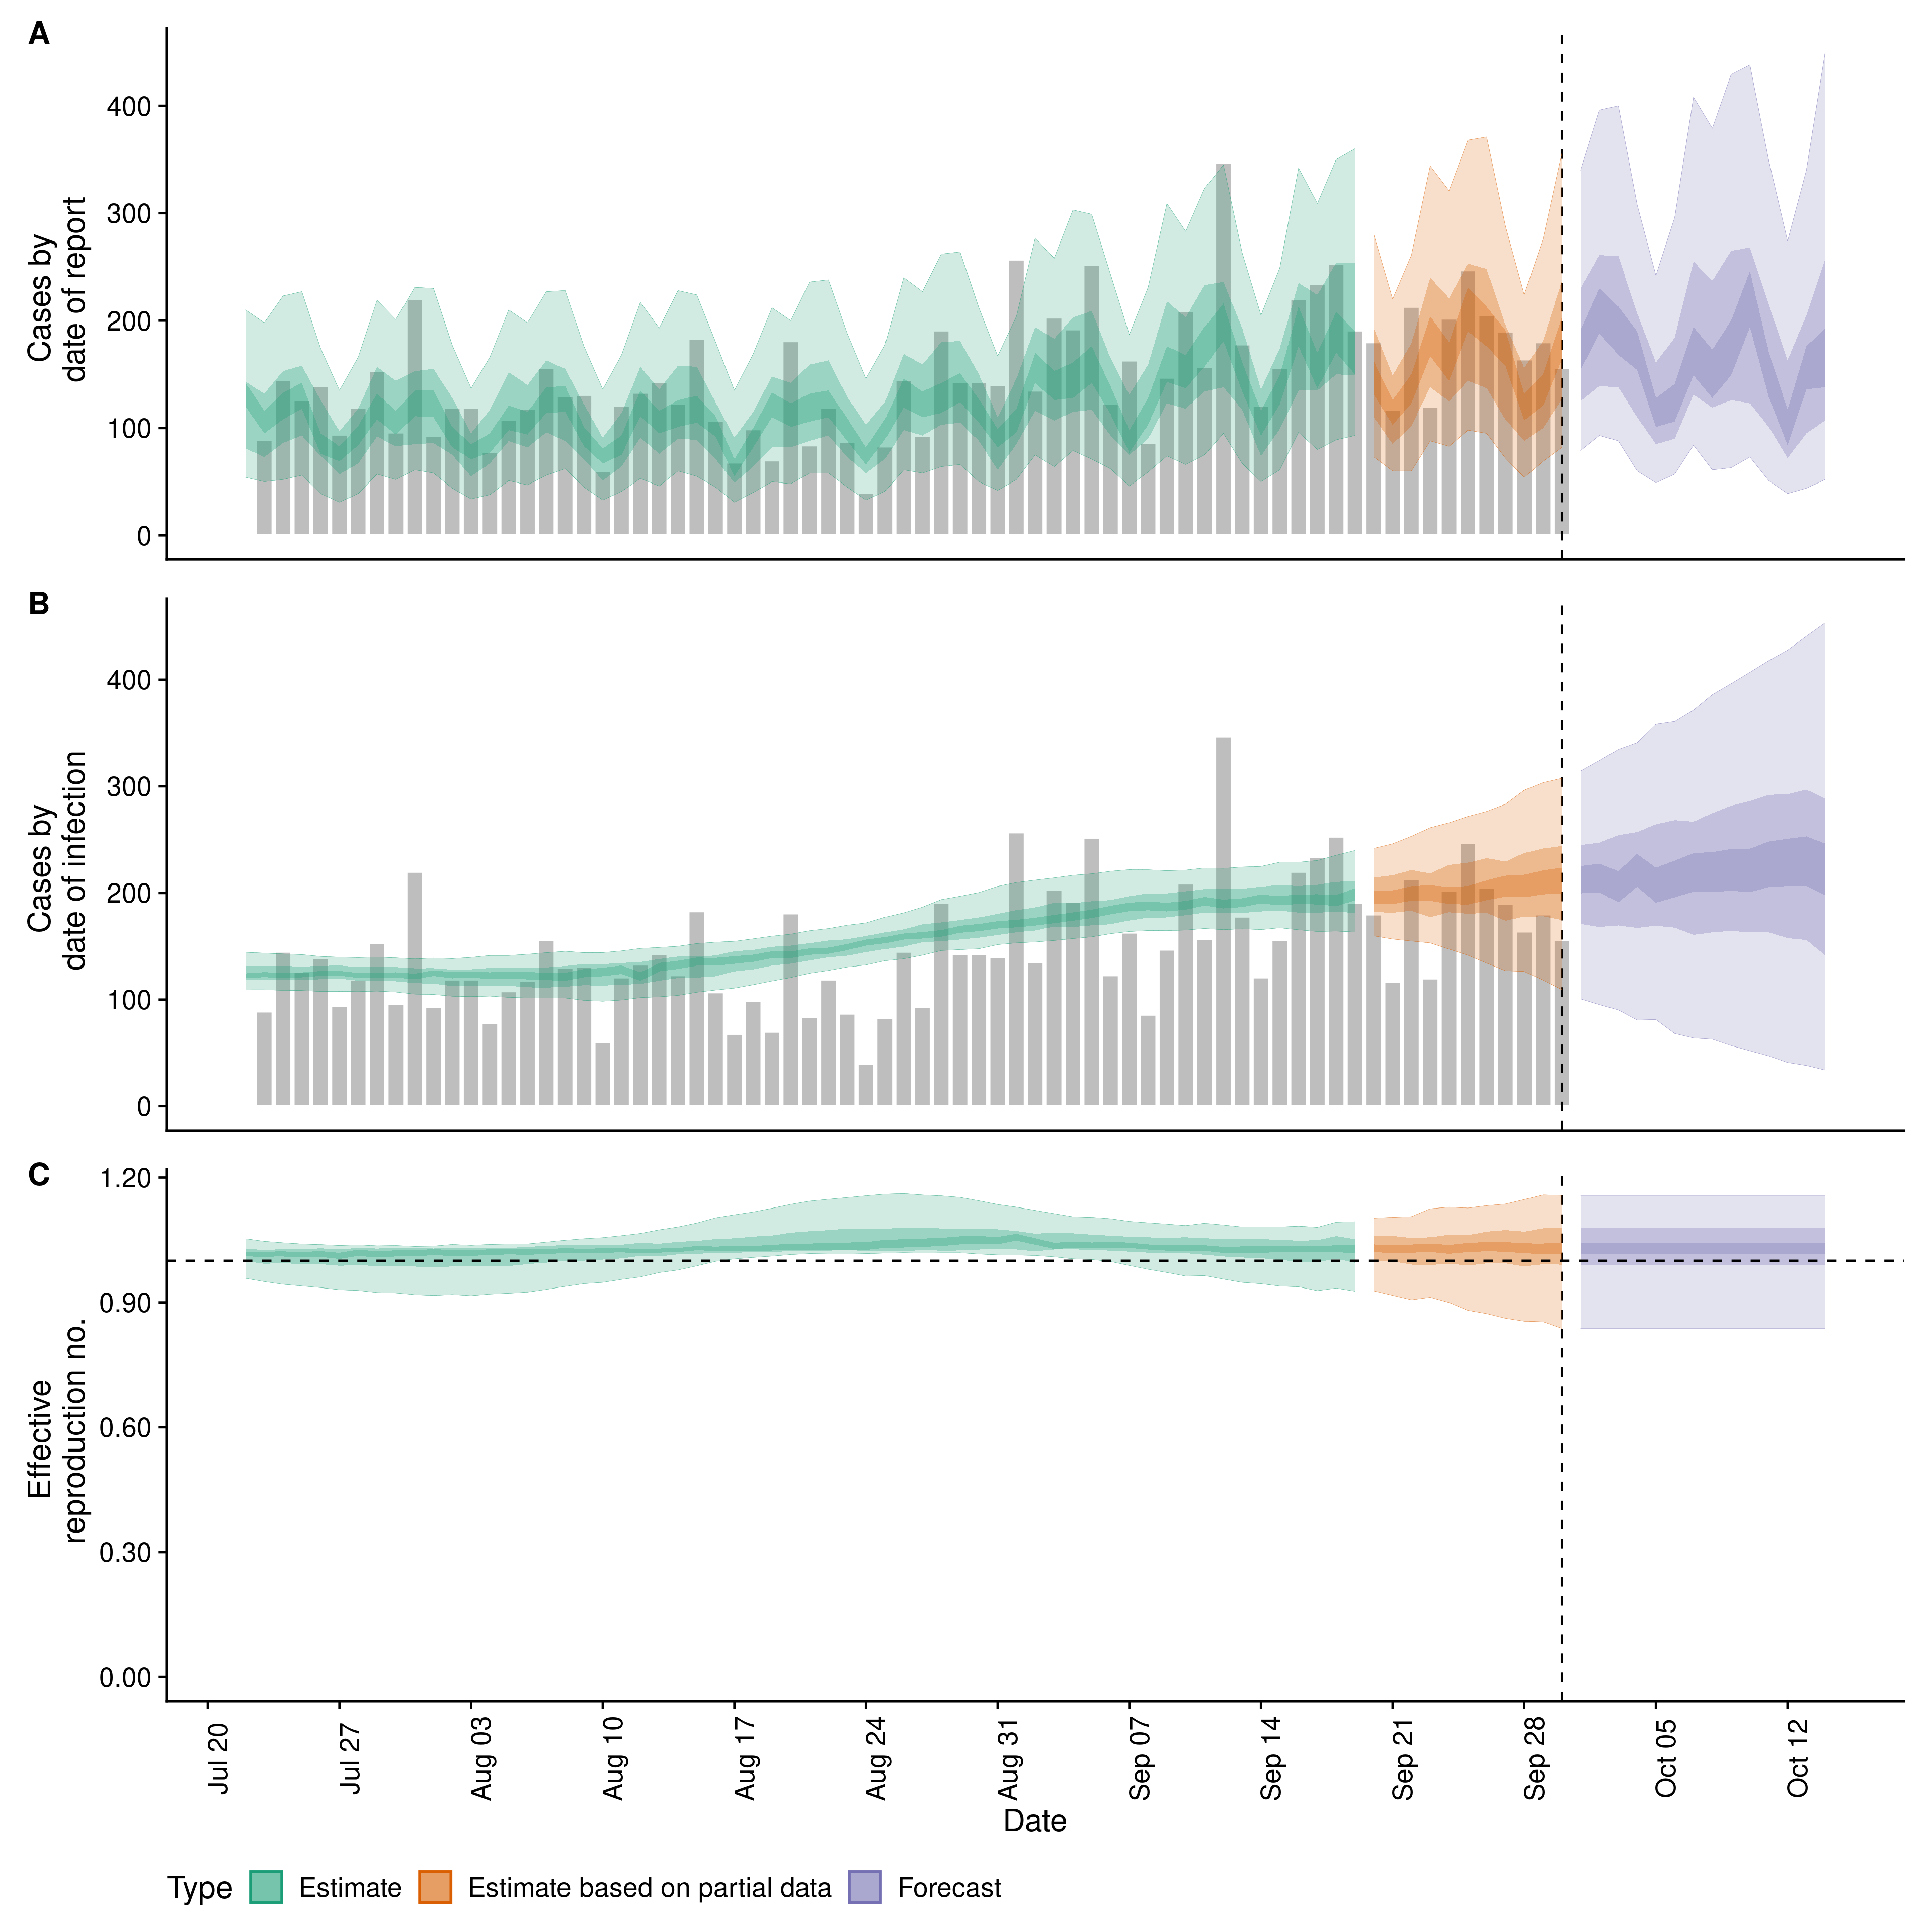 A
Cases by
date of report
400
300
200
100
0
B
Cases by
date of infection
400
300
200
100
0
C
Effective
reproduction no.
1.20
0.90
0.60
0.30
0.00
Jul 20
Jul 27
Aug 03
Aug 10
Aug 17
Aug 24
Aug 31
Sep 07
Sep 14
Sep 21
Sep 28
Oct 05
Oct 12
Date
Type Estimate Estimate based on partial data Forecast